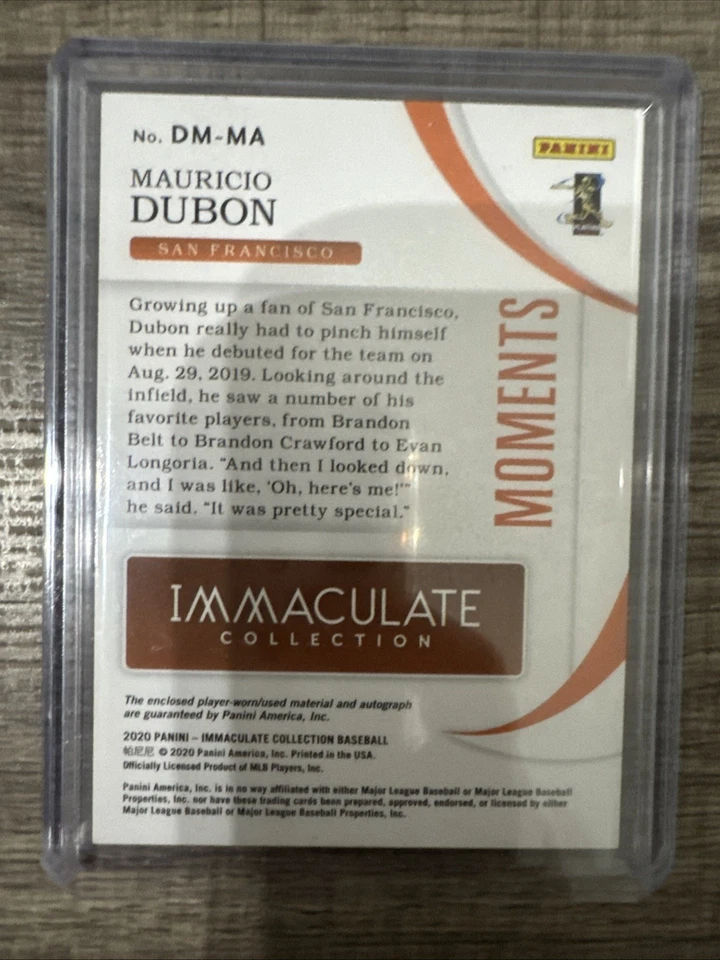 No. DM-MA
PANINI
MAURICIO
DUBON
SAN FRANCISCO
Growing up a fan of San Francisco,
Dubon really had to pinch himself
when he debuted for the team on
Aug. 29, 2019. Looking around the
infield, he saw a number of his
favorite players, from Brandon
Belt to Brandon Crawford to Evan
Longoria. "And then I looked down,
and I was like, 'Oh, here's me!'"
he said. "It was pretty special."
MOMENTS
IMMACULATE
COLLECTION
The enclosed player-worn/used material and autograph
are guaranteed by Panini America, Inc.
2020 PANINI – IMMACULATE COLLECTION BASEBALL
帕尼尼 © 2020 Panini America, Inc. Printed in the USA.
Officially Licensed Product of MLB Players, Inc.
Panini America, Inc. is in no way affiliated with either Major League Baseball or Major League Baseball
Properties, Inc. nor have these trading cards been prepared, approved, endorsed, or licensed by either
Major League Baseball or Major League Baseball Properties, Inc.